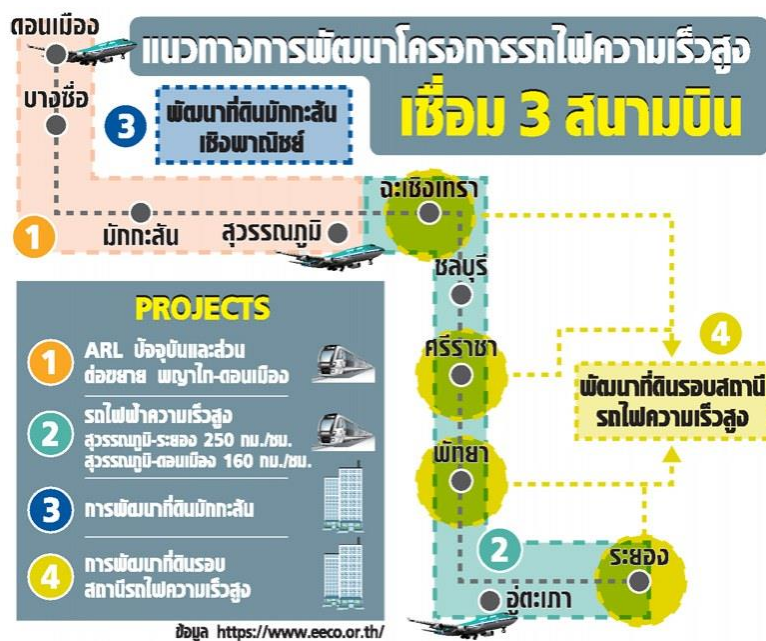 แนวทางการพัฒนาโครงการรถไฟความเร็วสูง
เชื่อม 3 สนามบิน
ดอนเมือง
บางซื่อ
3
พัฒนาที่ดินมักกะสัน
เชิงพาณิชย์
ฉะเชิงเทรา
1
มักกะสัน
สุวรรณภูมิ
ชลบุรี
ศรีราชา
4
พัฒนาที่ดินรอบสถานี
รถไฟความเร็วสูง
พัทยา
2
ระยอง
อู่ตะเภา
PROJECTS
1
ARL ปัจจุบันและส่วน
ต่อขยาย พญาไท-ดอนเมือง
2
รถไฟฟ้าความเร็วสูง
สุวรรณภูมิ-ระยอง 250 กม./ชม.
สุวรรณภูมิ-ดอนเมือง 160 กม./ชม.
3
การพัฒนาที่ดินมักกะสัน
4
การพัฒนาที่ดินรอบ
สถานีรถไฟความเร็วสูง
ข้อมูล https://www.eeco.or.th/